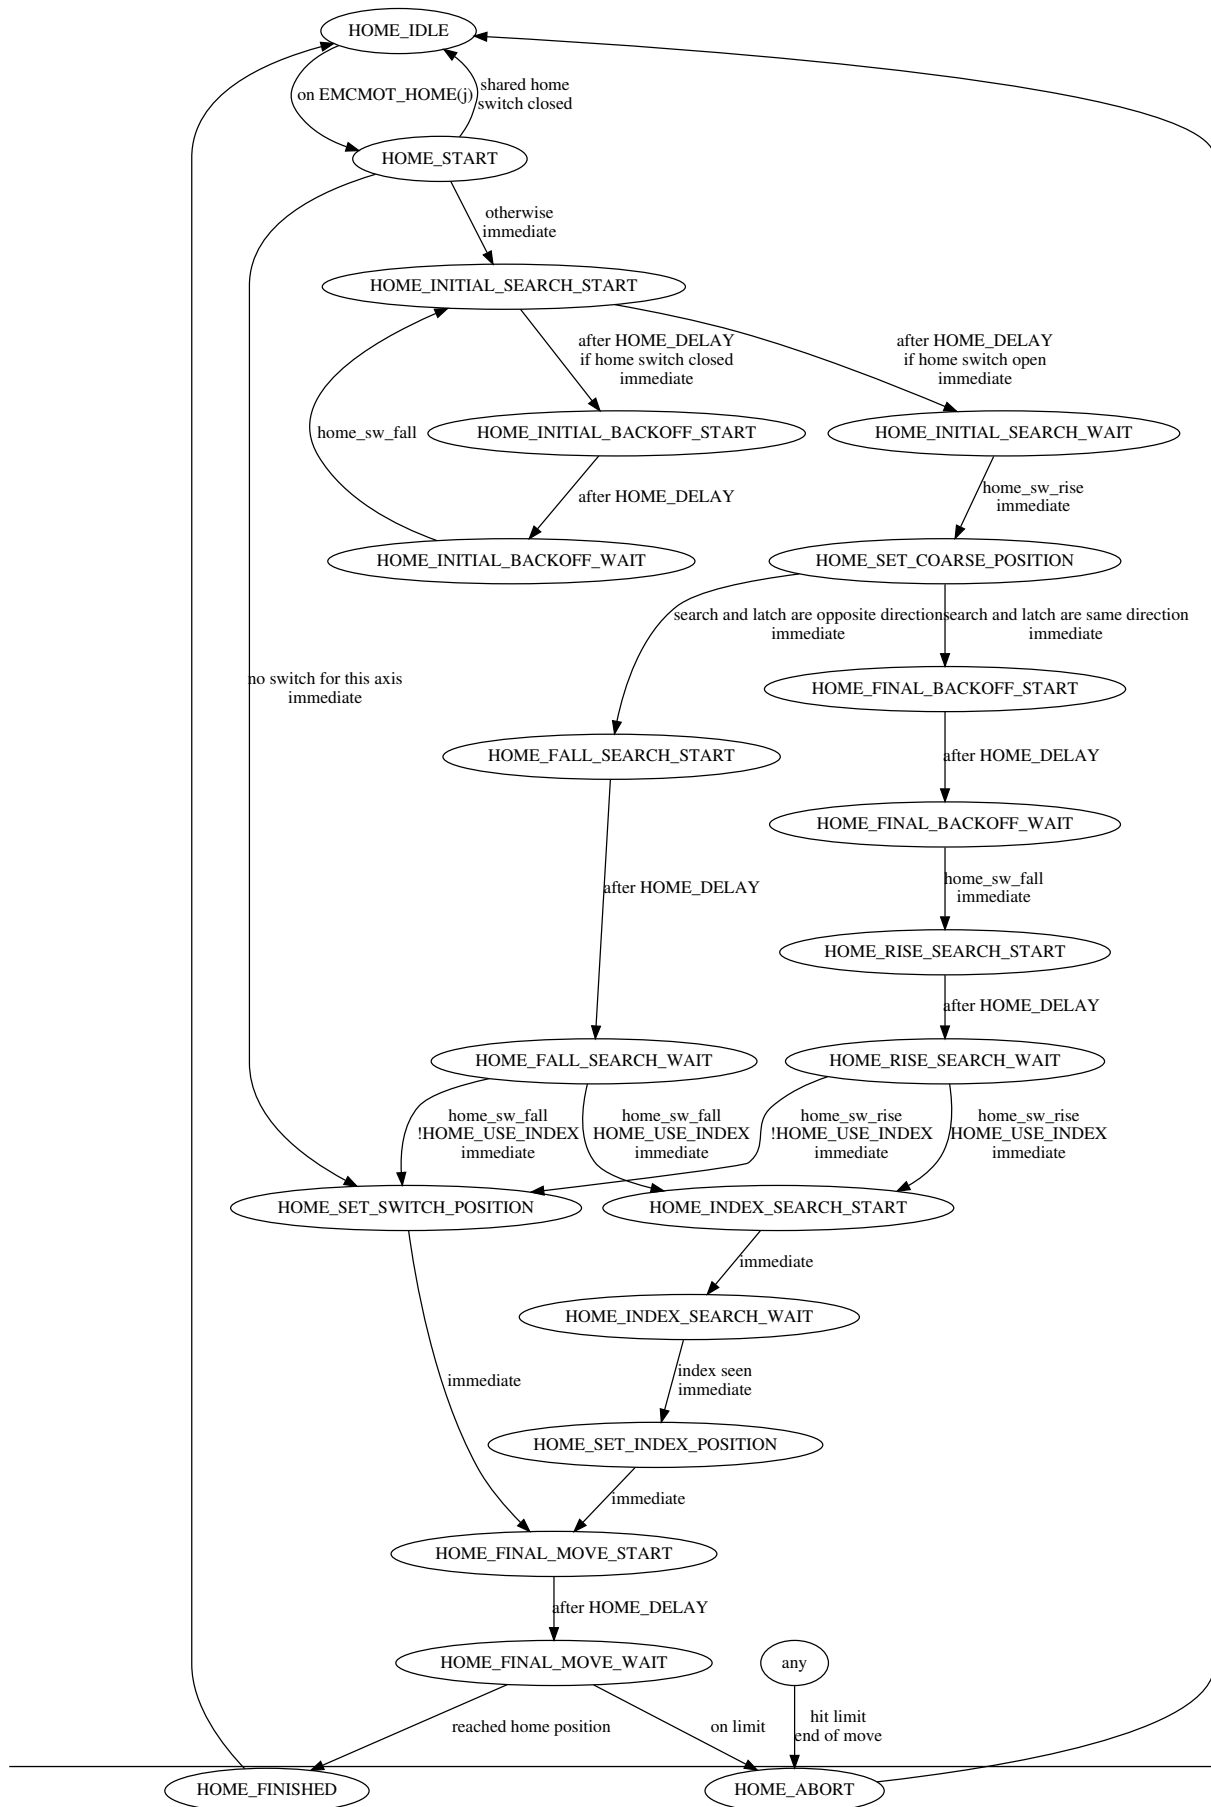 HOME_IDLE
on EMCMOT_HOME(j)
shared home
switch closed
HOME_START
otherwise
immediate
HOME_INITIAL_SEARCH_START
after HOME_DELAY
if home switch closed
immediate
after HOME_DELAY
if home switch open
immediate
home_sw_fall
HOME_INITIAL_BACKOFF_START
HOME_INITIAL_SEARCH_WAIT
after HOME_DELAY
home_sw_rise
immediate
HOME_INITIAL_BACKOFF_WAIT
HOME_SET_COARSE_POSITION
search and latch are opposite direction
immediate
search and latch are same direction
immediate
no switch for this axis
immediate
HOME_FINAL_BACKOFF_START
HOME_FALL_SEARCH_START
after HOME_DELAY
HOME_FINAL_BACKOFF_WAIT
after HOME_DELAY
home_sw_fall
immediate
HOME_RISE_SEARCH_START
after HOME_DELAY
HOME_FALL_SEARCH_WAIT
HOME_RISE_SEARCH_WAIT
home_sw_fall
!HOME_USE_INDEX
immediate
home_sw_fall
HOME_USE_INDEX
immediate
home_sw_rise
!HOME_USE_INDEX
immediate
home_sw_rise
HOME_USE_INDEX
immediate
HOME_SET_SWITCH_POSITION
HOME_INDEX_SEARCH_START
immediate
HOME_INDEX_SEARCH_WAIT
immediate
index seen
immediate
HOME_SET_INDEX_POSITION
immediate
HOME_FINAL_MOVE_START
after HOME_DELAY
HOME_FINAL_MOVE_WAIT
any
reached home position
on limit
hit limit
end of move
HOME_FINISHED
HOME_ABORT